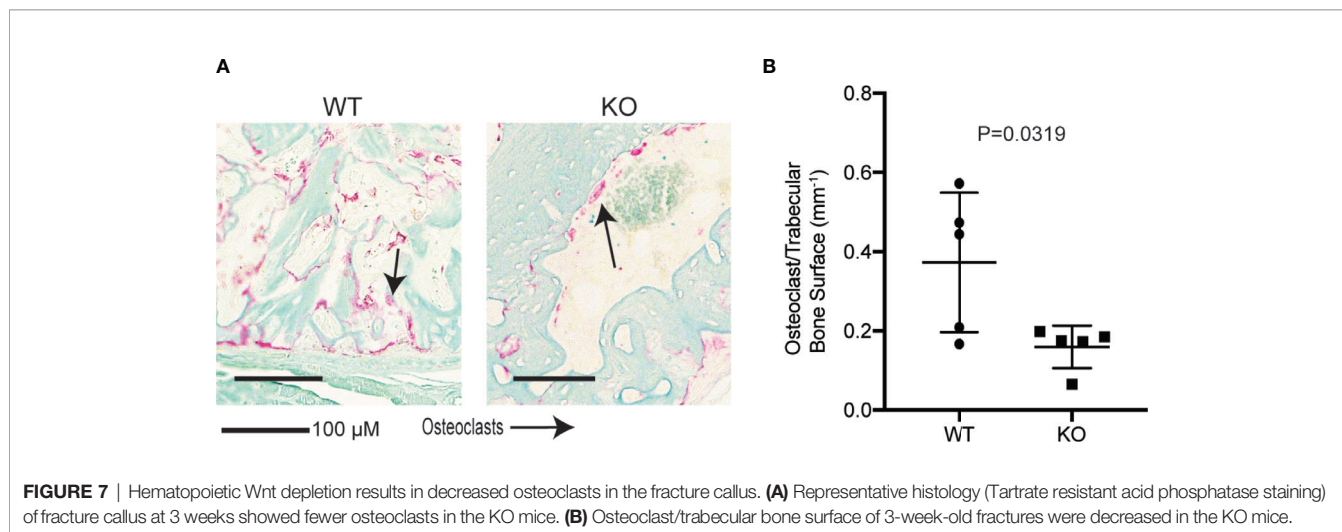 A
WT
KO
100 µM
Osteoclasts
B
Osteoclast/Trabecular
Bone Surface (mm⁻¹)
0.8
0.6
0.4
0.2
0.0
P=0.0319
WT
KO
FIGURE 7 | Hematopoietic Wnt depletion results in decreased osteoclasts in the fracture callus. (A) Representative histology (Tartrate resistant acid phosphatase staining)
of fracture callus at 3 weeks showed fewer osteoclasts in the KO mice. (B) Osteoclast/trabecular bone surface of 3-week-old fractures were decreased in the KO mice.